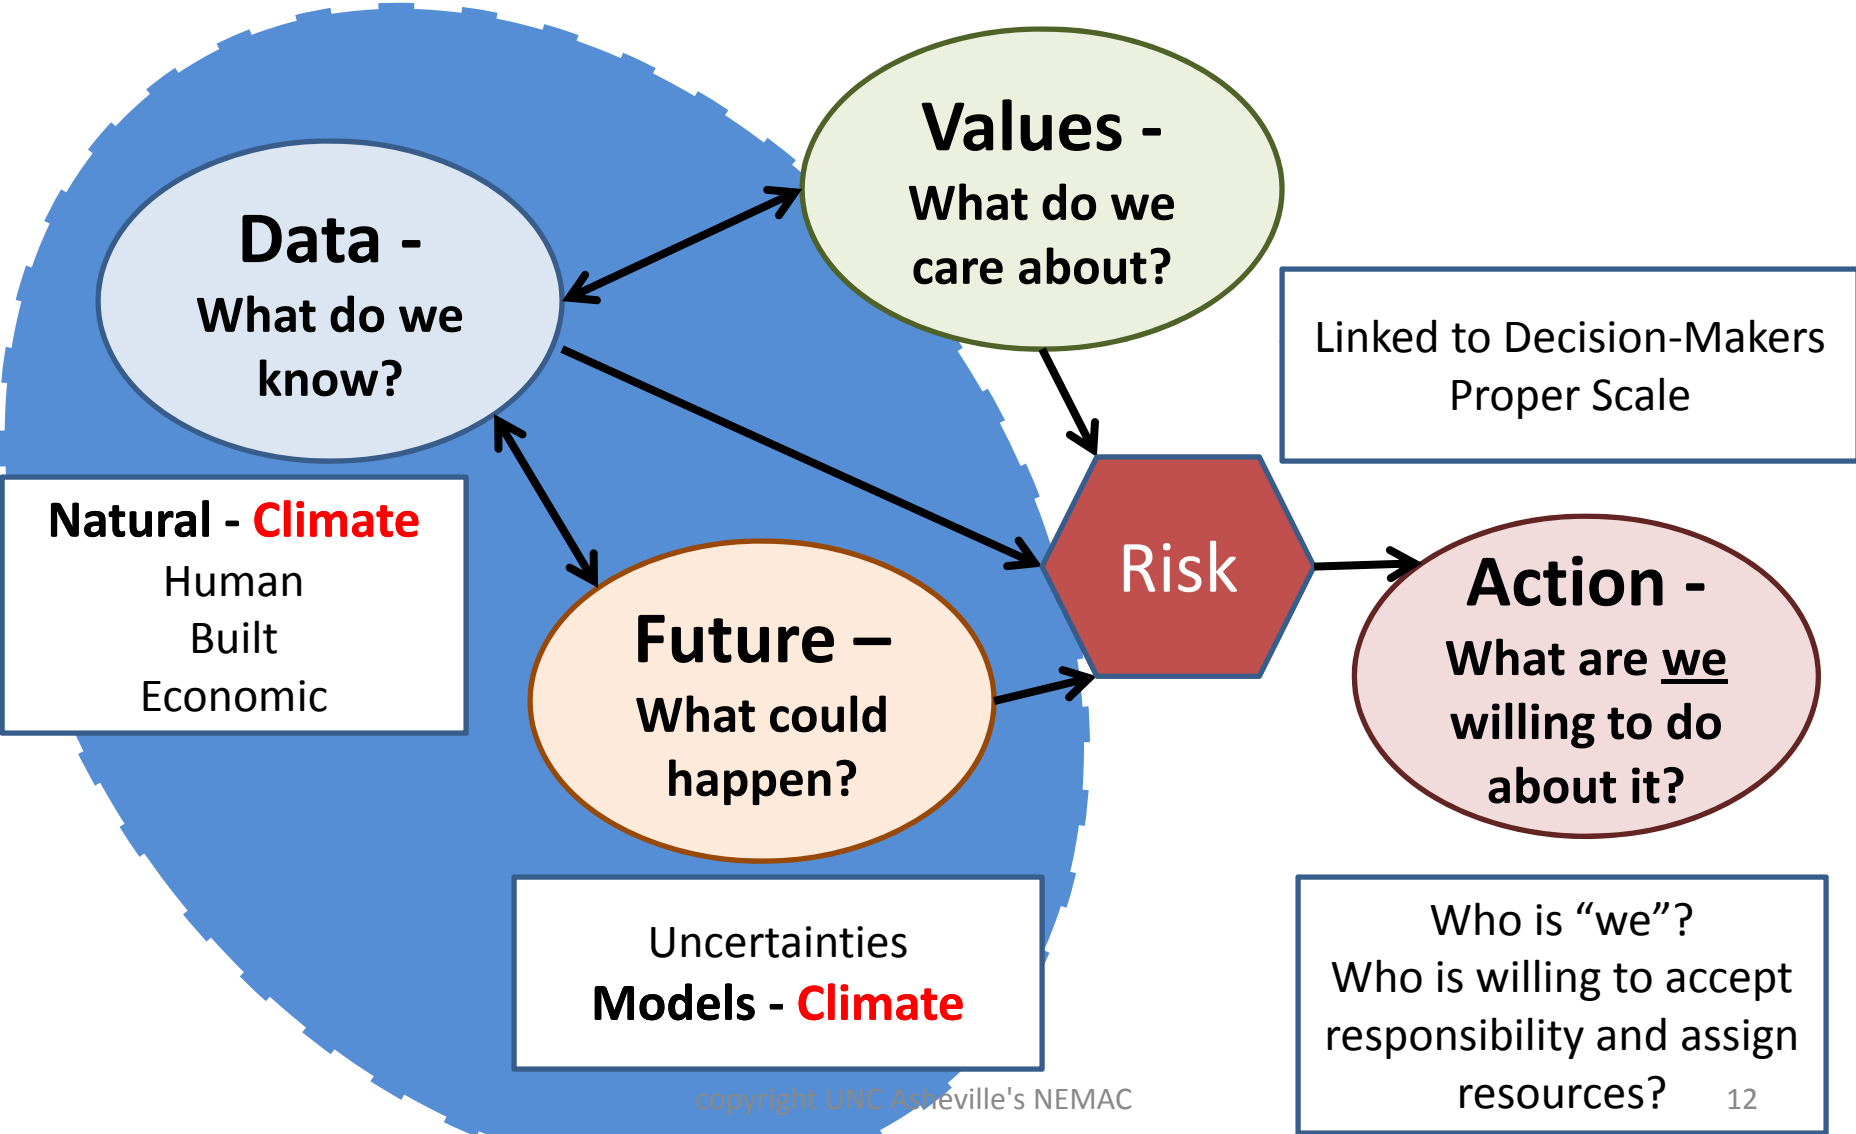 Values -
What do we
care about?
Data -
What do we
know?
Linked to Decision-Makers
Proper Scale
Natural - Climate
Human
Built
Economic
Risk
Future –
What could
happen?
Action -
What are we
willing to do
about it?
Uncertainties
Models - Climate
Who is “we”?
Who is willing to accept
responsibility and assign
resources?
copyright UNC Asheville's NEMAC
12